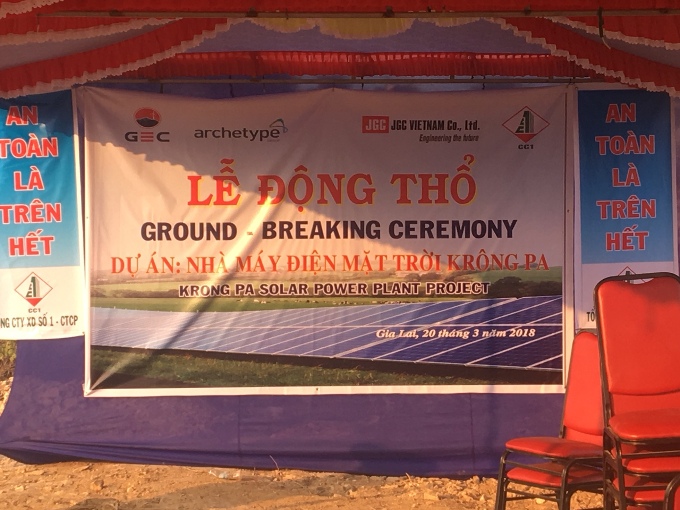 AN
TOÀN
LÀ
TRÊN
HẾT
CC1
NG CTY XD SỐ 1 - CTCP
GEC
archetype
JGC JGC VIETNAM Co., Ltd.
Engineering the future
CC1
LỄ ĐỘNG THỔ
GROUND - BREAKING CEREMONY
DỰ ÁN: NHÀ MÁY ĐIỆN MẶT TRỜI KRÔNG PA
KRONG PA SOLAR POWER PLANT PROJECT
Gia Lai, 20 tháng 3 năm 2018
AN
TOÀN
LÀ
TRÊN
HẾT
CC1